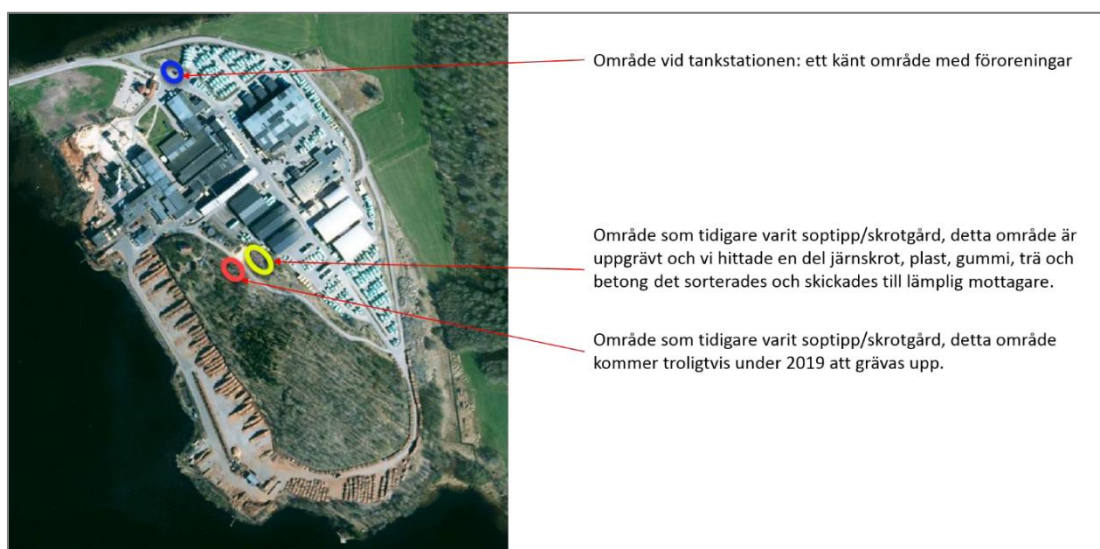 Område vid tankstationen: ett känt område med föroreningar
Område som tidigare varit soptipp/skrotgård, detta område är
uppgrävt och vi hittade en del järnskrot, plast, gummi, trä och
betong det sorterades och skickades till lämplig mottagare.
Område som tidigare varit soptipp/skrotgård, detta område
kommer troligtvis under 2019 att grävas upp.